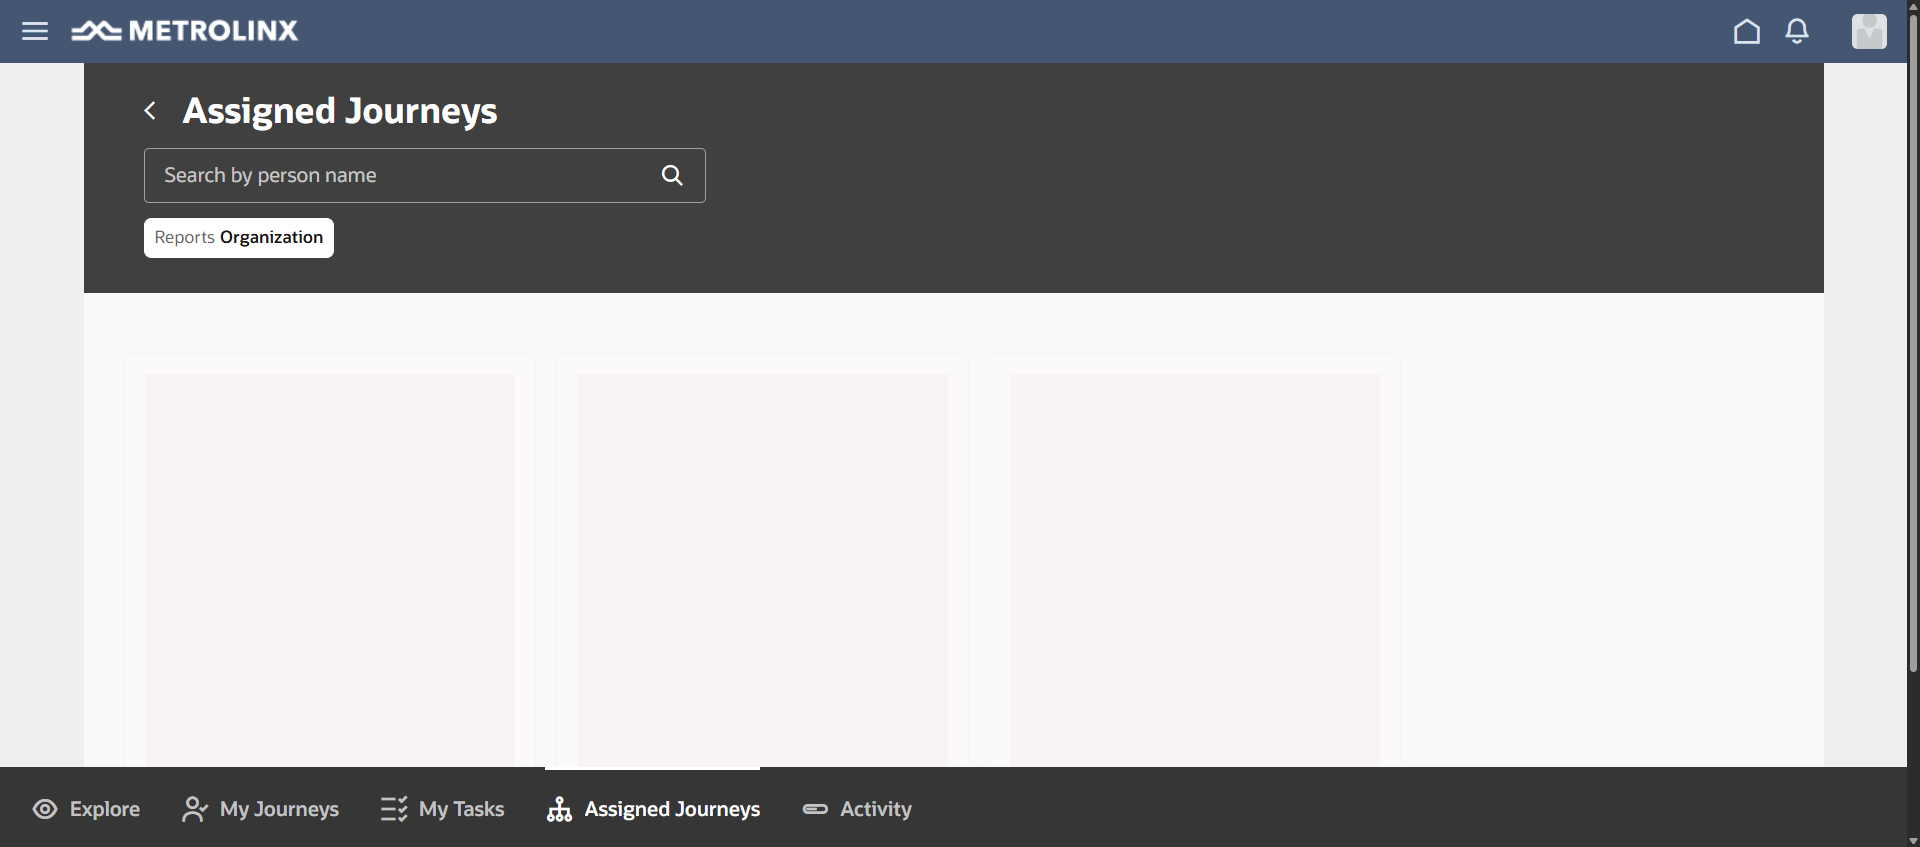 METROLINX
Assigned Journeys
Search by person name
Reports Organization
Explore
My Journeys
My Tasks
Assigned Journeys
Activity